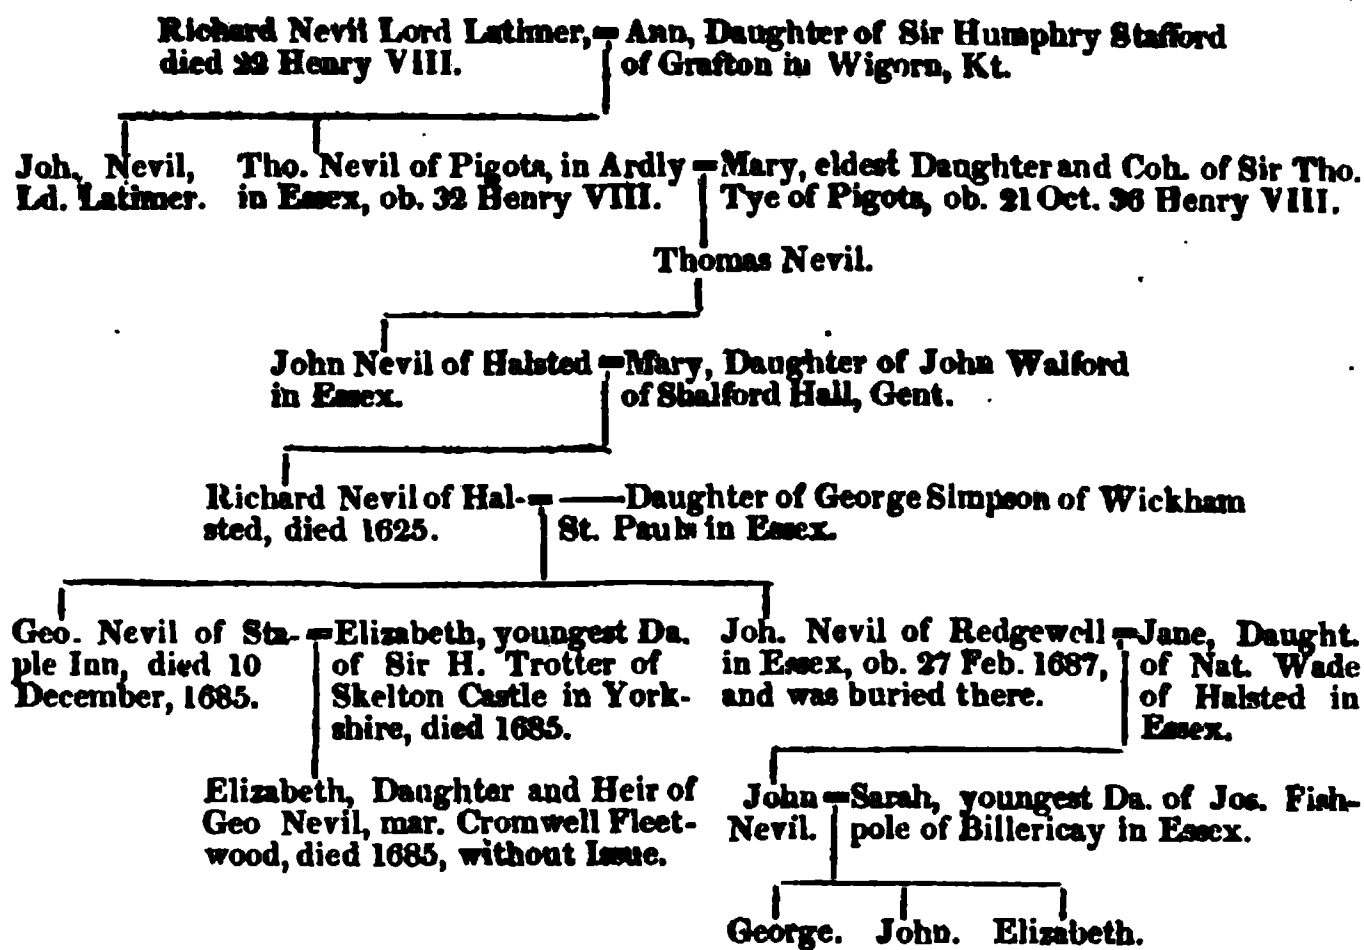 Richard Nevil Lord Latimer, = Ann, Daughter of Sir Humphry Stafford
died 22 Henry VIII. of Grafton in Wigorn, Kt.
Joh. Nevil, Tho. Nevil of Pigots, in Ardly = Mary, eldest Daughter and Coh. of Sir Tho.
Ld. Latimer. in Essex, ob. 32 Henry VIII. Tye of Pigots, ob. 21 Oct. 36 Henry VIII.
Thomas Nevil.
John Nevil of Halsted = Mary, Daughter of John Walford
in Essex. of Shalford Hall, Gent.
Richard Nevil of Hal- = —— Daughter of George Simpson of Wickham
sted, died 1625. St. Pauls in Essex.
Geo. Nevil of Sta- = Elizabeth, youngest Da. Joh. Nevil of Redgewell = Jane, Daught.
ple Inn, died 10 of Sir H. Trotter of in Essex, ob. 27 Feb. 1687, of Nat. Wade
December, 1685. Skelton Castle in York- and was buried there. of Halsted in
shire, died 1685. Essex.
Elizabeth, Daughter and Heir of John = Sarah, youngest Da. of Jos. Fish-
Geo Nevil, mar. Cromwell Fleet- Nevil. pole of Billericay in Essex.
wood, died 1685, without Issue.
George. John. Elizabeth.